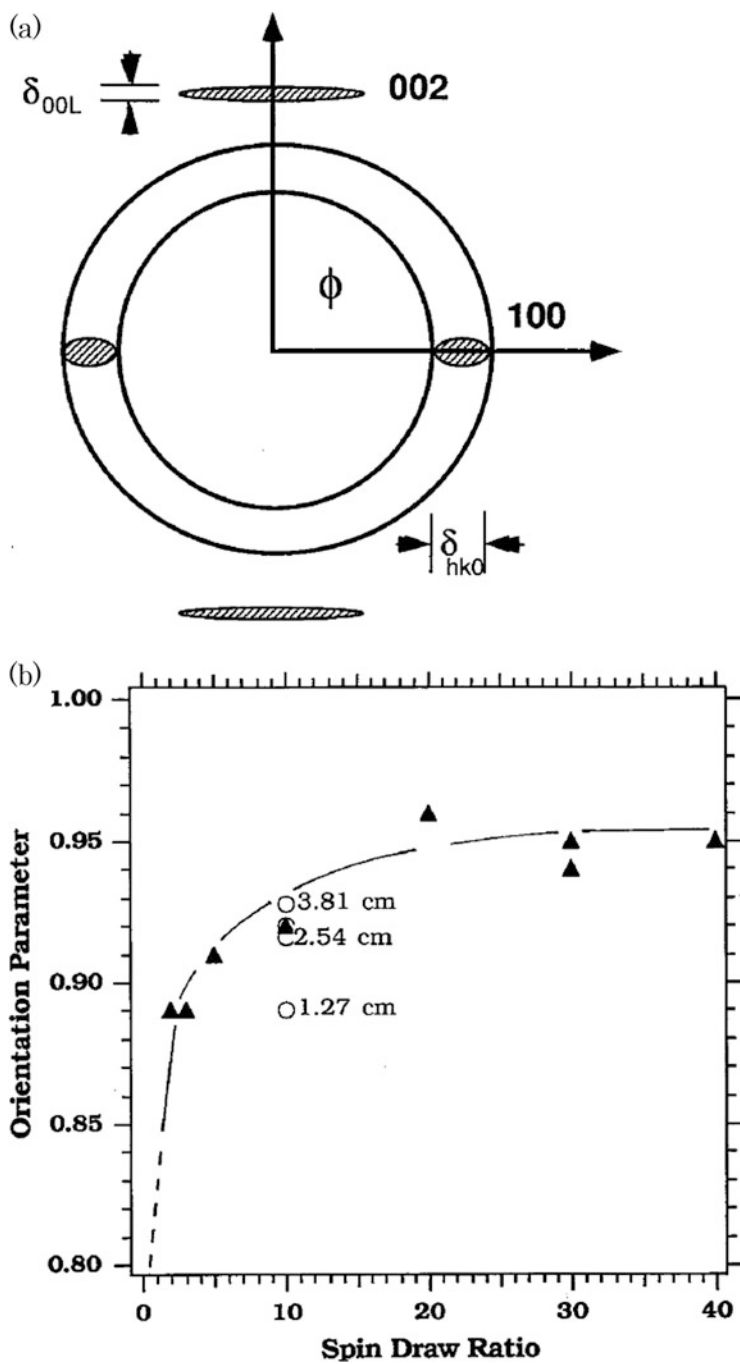 (a)
δ00L
002
ϕ
100
δhk0
(b)
1.00
0.95
0.90
0.85
0.80
Orientation Parameter
3.81 cm
2.54 cm
1.27 cm
0
10
20
30
40
Spin Draw Ratio